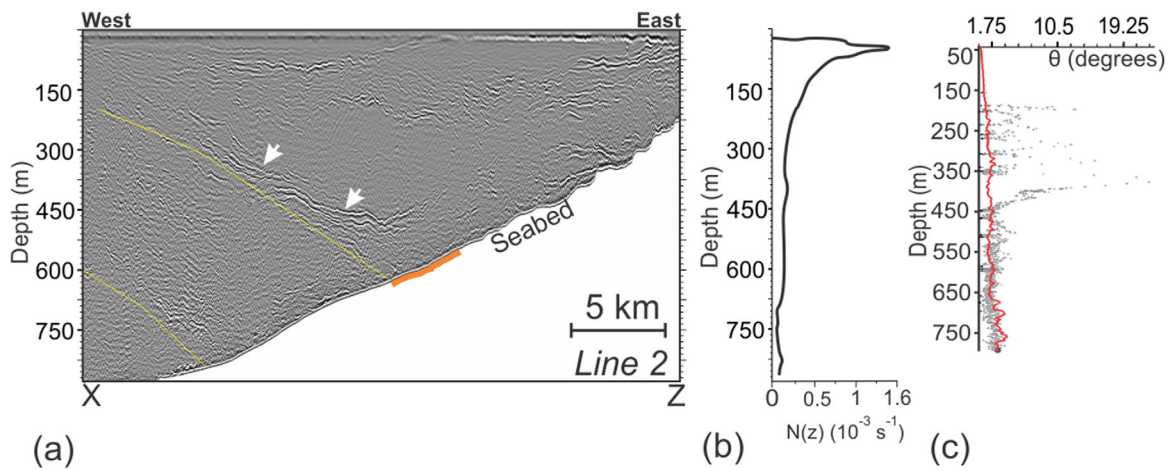 West
East
150
300
450
600
750
Depth (m)
Seabed
5 km
Line 2
X
Z
(a)
150
300
450
600
750
Depth (m)
0
0.5
1
1.6
N(z) (10⁻³ s⁻¹)
(b)
1.75
10.5
19.25
θ (degrees)
50
150
250
350
450
550
650
750
Depth (m)
(c)